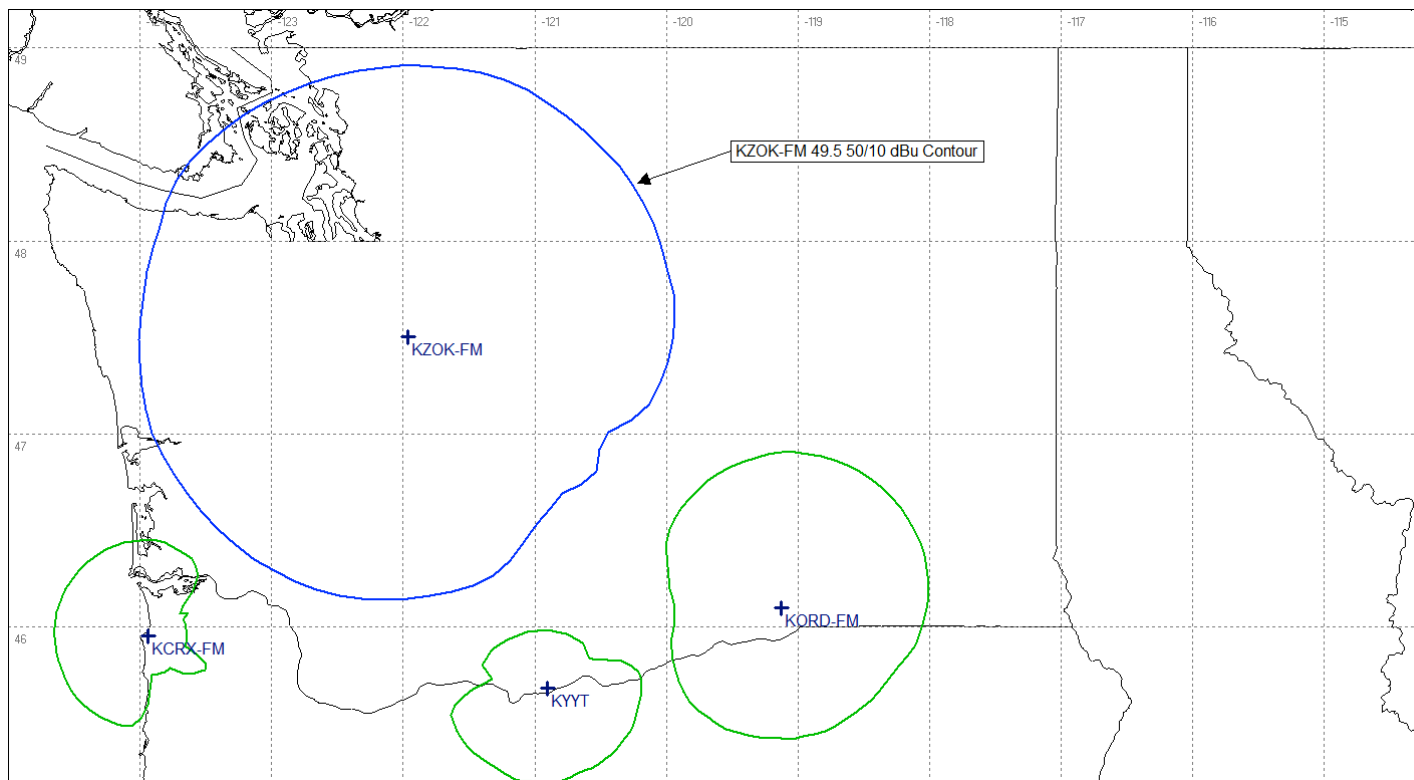 -123 -122 -121 -120 -119 -118 -117 -116 -115
49
KZOK-FM 49.5 50/10 dBu Contour
48
KZOK-FM
47
46
KORD-FM
KCRX-FM
KYYT